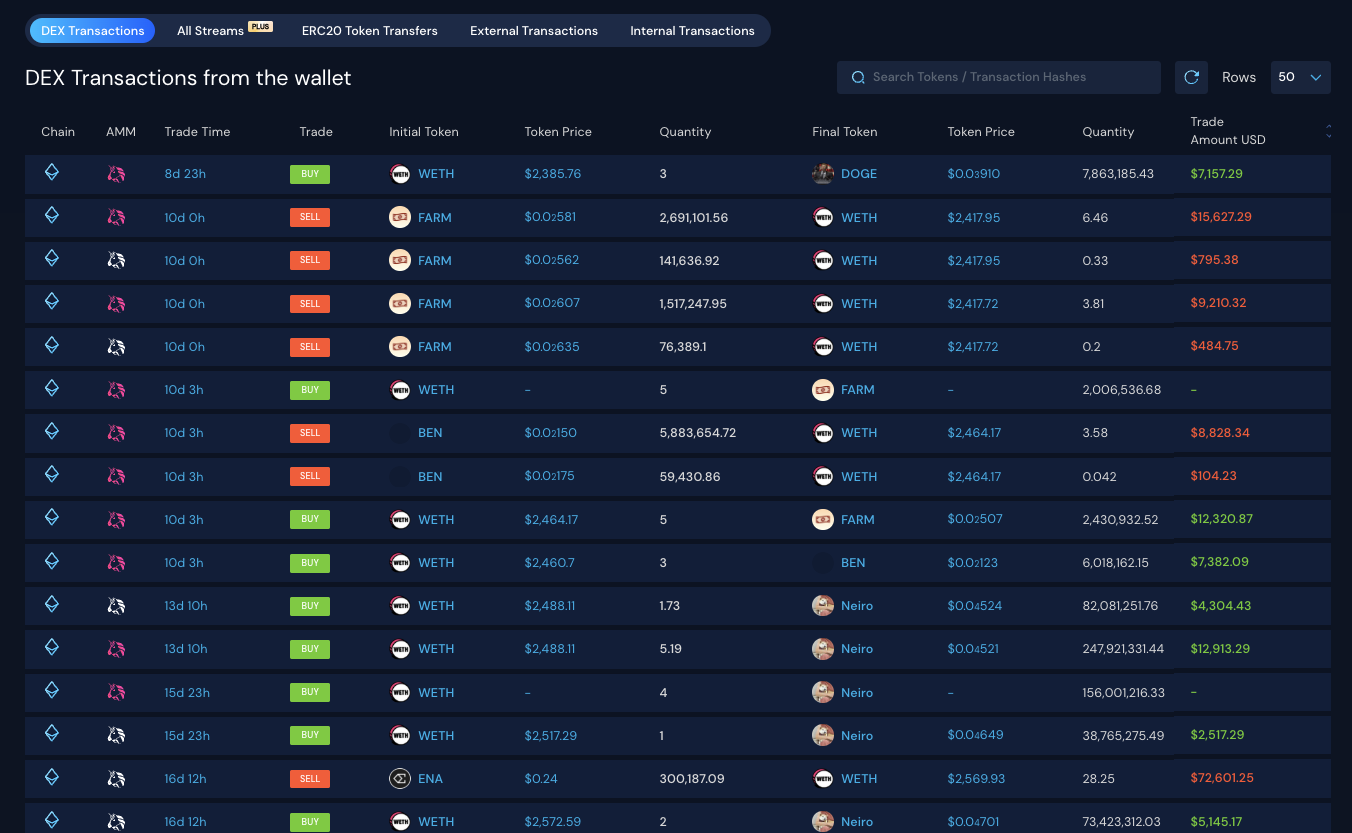 DEX Transactions All Streams PLUS ERC20 Token Transfers External Transactions Internal Transactions
DEX Transactions from the wallet Search Tokens / Transaction Hashes Rows 50
Chain AMM Trade Time Trade Initial Token Token Price Quantity Final Token Token Price Quantity Trade Amount USD
8d 23h BUY WETH WETH $2,385.76 3 DOGE $0.0₃910 7,863,185.43 $7,157.29
10d 0h SELL FARM $0.0₂581 2,691,101.56 WETH WETH $2,417.95 6.46 $15,627.29
10d 0h SELL FARM $0.0₂562 141,636.92 WETH WETH $2,417.95 0.33 $795.38
10d 0h SELL FARM $0.0₂607 1,517,247.95 WETH WETH $2,417.72 3.81 $9,210.32
10d 0h SELL FARM $0.0₂635 76,389.1 WETH WETH $2,417.72 0.2 $484.75
10d 3h BUY WETH WETH - 5 FARM - 2,006,536.68 -
10d 3h SELL BEN $0.0₂150 5,883,654.72 WETH WETH $2,464.17 3.58 $8,828.34
10d 3h SELL BEN $0.0₂175 59,430.86 WETH WETH $2,464.17 0.042 $104.23
10d 3h BUY WETH WETH $2,464.17 5 FARM $0.0₂507 2,430,932.52 $12,320.87
10d 3h BUY WETH WETH $2,460.7 3 BEN $0.0₂123 6,018,162.15 $7,382.09
13d 10h BUY WETH WETH $2,488.11 1.73 Neiro $0.0₄524 82,081,251.76 $4,304.43
13d 10h BUY WETH WETH $2,488.11 5.19 Neiro $0.0₄521 247,921,331.44 $12,913.29
15d 23h BUY WETH WETH - 4 Neiro - 156,001,216.33 -
15d 23h BUY WETH WETH $2,517.29 1 Neiro $0.0₄649 38,765,275.49 $2,517.29
16d 12h SELL ENA $0.24 300,187.09 WETH WETH $2,569.93 28.25 $72,601.25
16d 12h BUY WETH WETH $2,572.59 2 Neiro $0.0₄701 73,423,312.03 $5,145.17